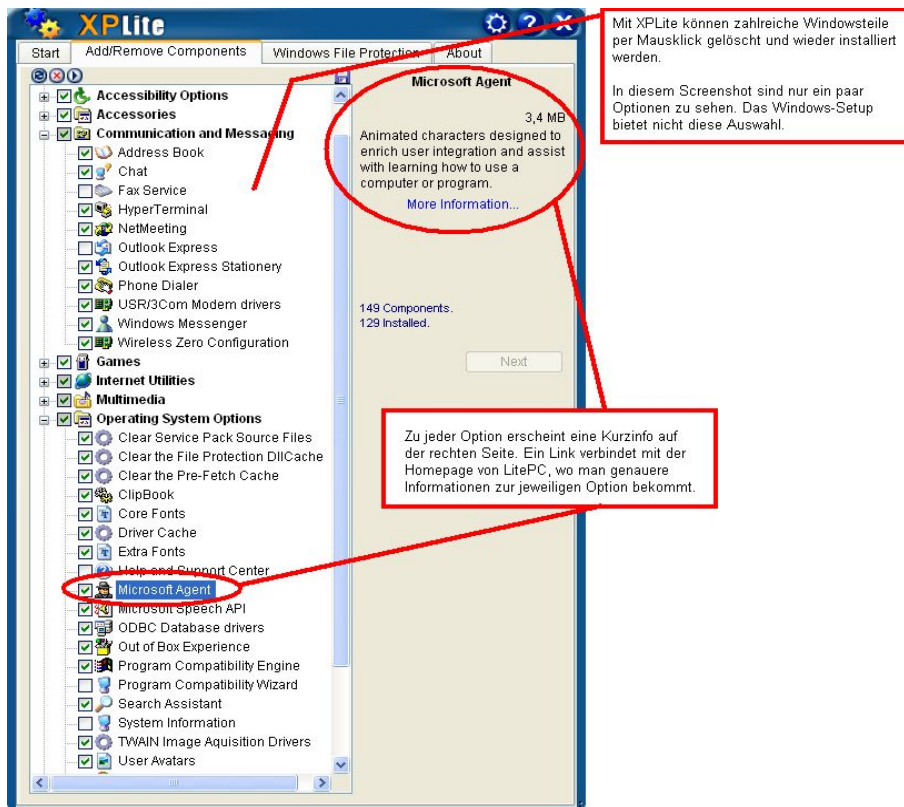 XPLite
Start
Add/Remove Components
Windows File Protection
About
Accessibility Options
Accessories
Communication and Messaging
Address Book
Chat
Fax Service
HyperTerminal
NetMeeting
Outlook Express
Outlook Express Stationery
Phone Dialer
USR/3Com Modem drivers
Windows Messenger
Wireless Zero Configuration
Games
Internet Utilities
Multimedia
Operating System Options
Clear Service Pack Source Files
Clear the File Protection DllCache
Clear the Pre-Fetch Cache
ClipBook
Core Fonts
Driver Cache
Extra Fonts
Help and Support Center
Microsoft Agent
Microsoft Speech API
ODBC Database drivers
Out of Box Experience
Program Compatibility Engine
Program Compatibility Wizard
Search Assistant
System Information
TWAIN Image Aquisition Drivers
User Avatars
Microsoft Agent
3,4 MB
Animated characters designed to
enrich user integration and assist
with learning how to use a
computer or program.
More Information...
149 Components.
129 Installed.
Next
Mit XPLite können zahlreiche Windowsteile
per Mausklick gelöscht und wieder installiert
werden.
In diesem Screenshot sind nur ein paar
Optionen zu sehen. Das Windows-Setup
bietet nicht diese Auswahl.
Zu jeder Option erscheint eine Kurzinfo auf
der rechten Seite. Ein Link verbindet mit der
Homepage von LitePC, wo man genauere
Informationen zur jeweiligen Option bekommt.